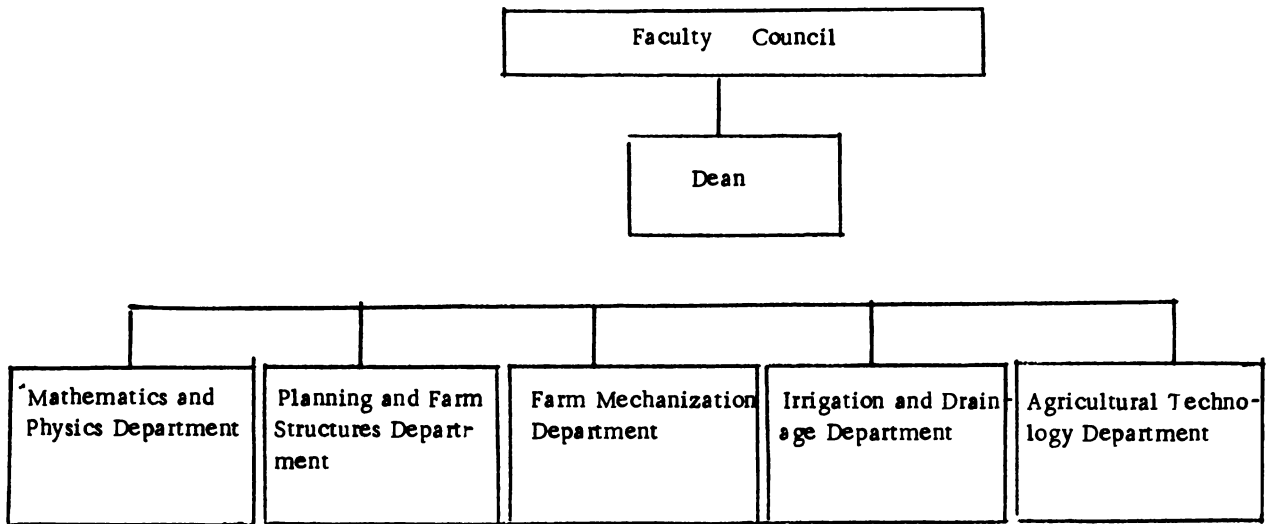 Faculty Council
Dean
Mathematics and
Physics Department
Planning and Farm
Structures Depart-
ment
Farm Mechanization
Department
Irrigation and Drain-
age Department
Agricultural Techno-
logy Department